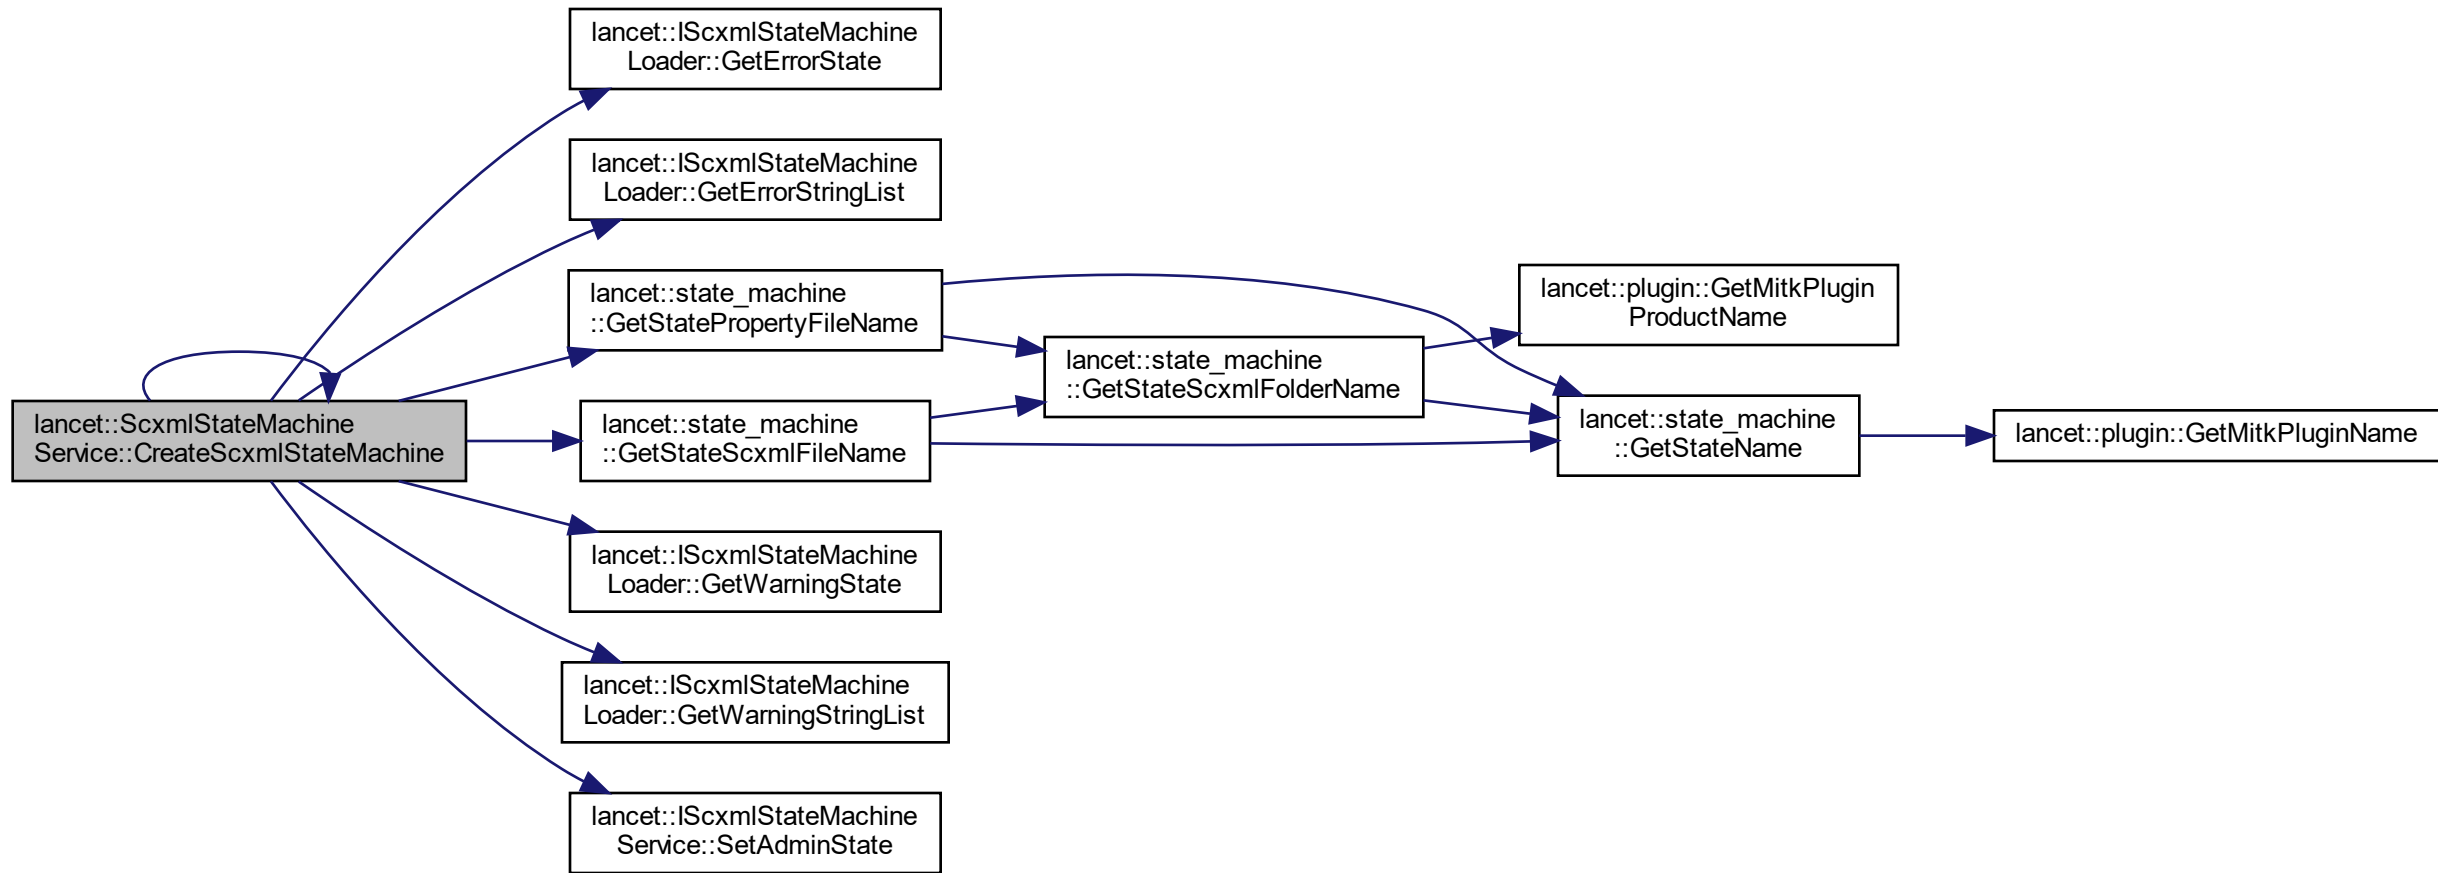 lancet::IScxmlStateMachine
Loader::GetErrorState
lancet::IScxmlStateMachine
Loader::GetErrorStringList
lancet::state_machine
::GetStatePropertyFileName
lancet::plugin::GetMitkPlugin
ProductName
lancet::state_machine
::GetStateScxmlFolderName
lancet::ScxmlStateMachine
Service::CreateScxmlStateMachine
lancet::state_machine
::GetStateScxmlFileName
lancet::state_machine
::GetStateName
lancet::plugin::GetMitkPluginName
lancet::IScxmlStateMachine
Loader::GetWarningState
lancet::IScxmlStateMachine
Loader::GetWarningStringList
lancet::IScxmlStateMachine
Service::SetAdminState